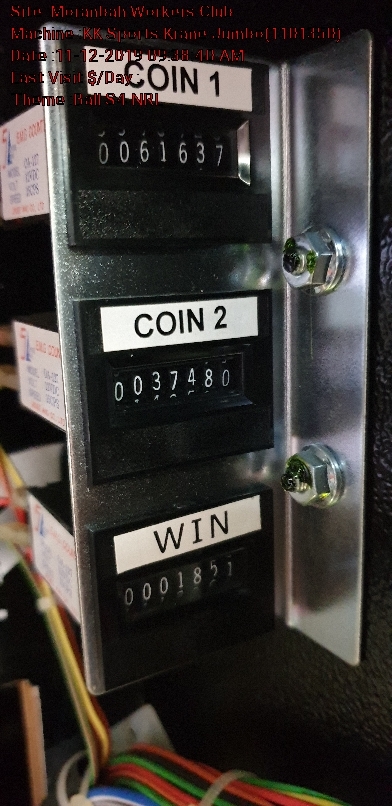 Site: Moranbah Workers Club
Machine: KK Sports Krane Jumbo(1101350)
Date :11-12-2019 09:38:40 AM
Last Visit $/Day :
Theme: Ball S4 NRL
COIN 1
0061637
COIN 2
0037480
WIN
0001851